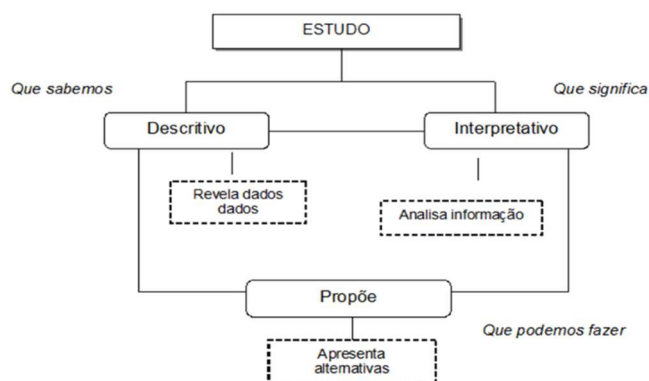 ESTUDO
Que sabemos
Que significa
Descritivo
Interpretativo
Revela dados
dados
Analisa informação
Propõe
Que podemos fazer
Apresenta
alternativas